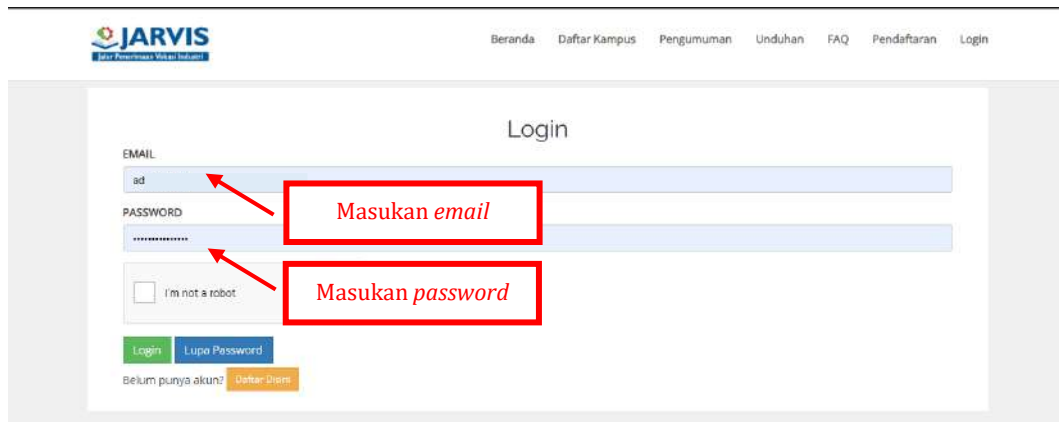 JARVIS
Jalur Penerimaan Vokasi Industri
Beranda Daftar Kampus Pengumuman Unduhan FAQ Pendaftaran Login
Login
EMAIL
ad
Masukan email
PASSWORD
•••••••••••••••
Masukan password
I'm not a robot
Login Lupa Password
Belum punya akun? Daftar Disini